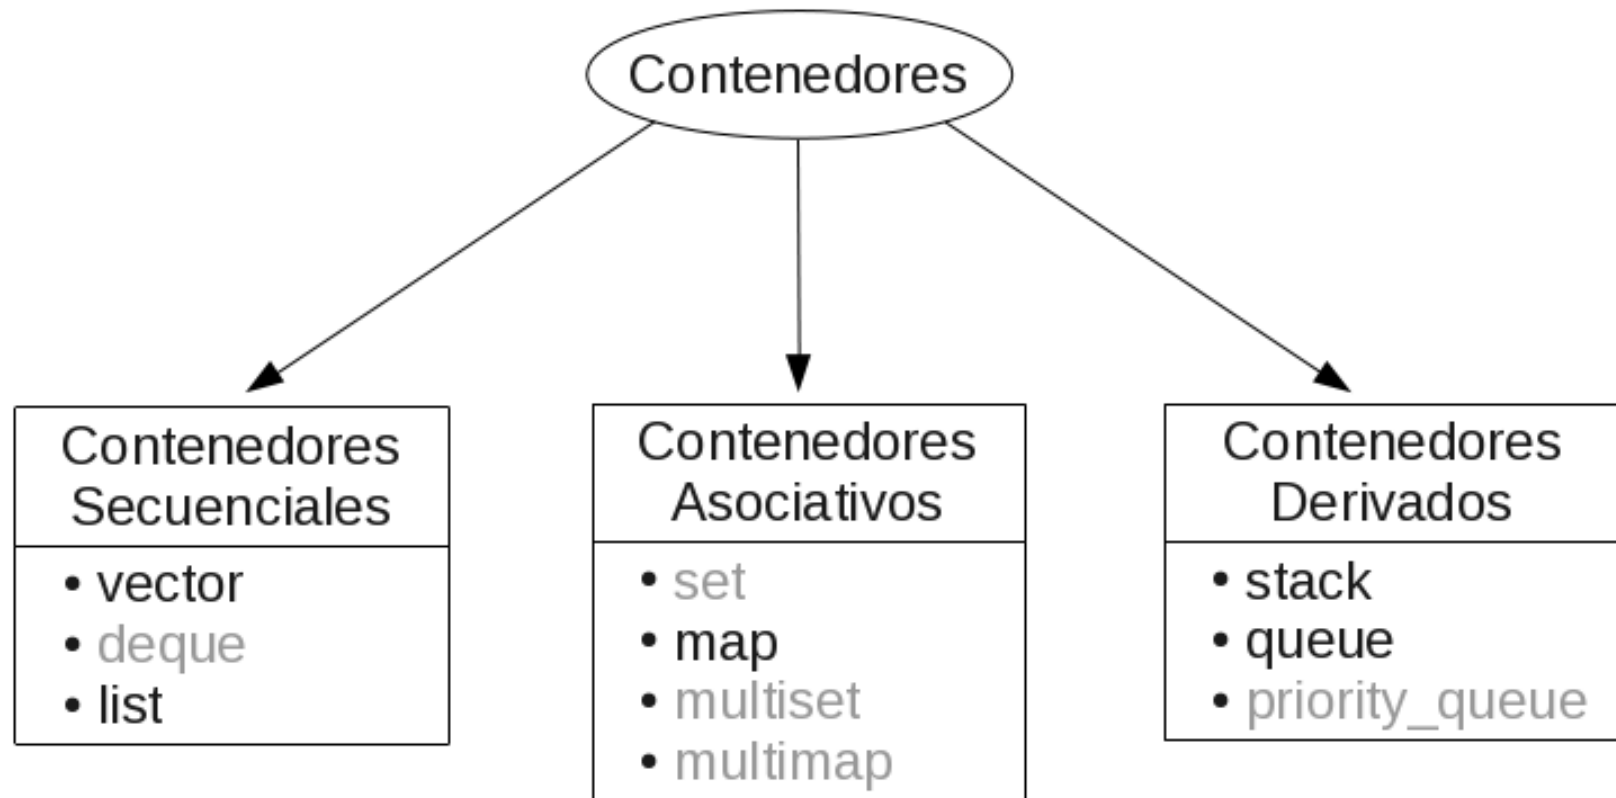 Contenedores
Contenedores
Secuenciales
• vector
• deque
• list
Contenedores
Asociativos
• set
• map
• multiset
• multimap
Contenedores
Derivados
• stack
• queue
• priority_queue